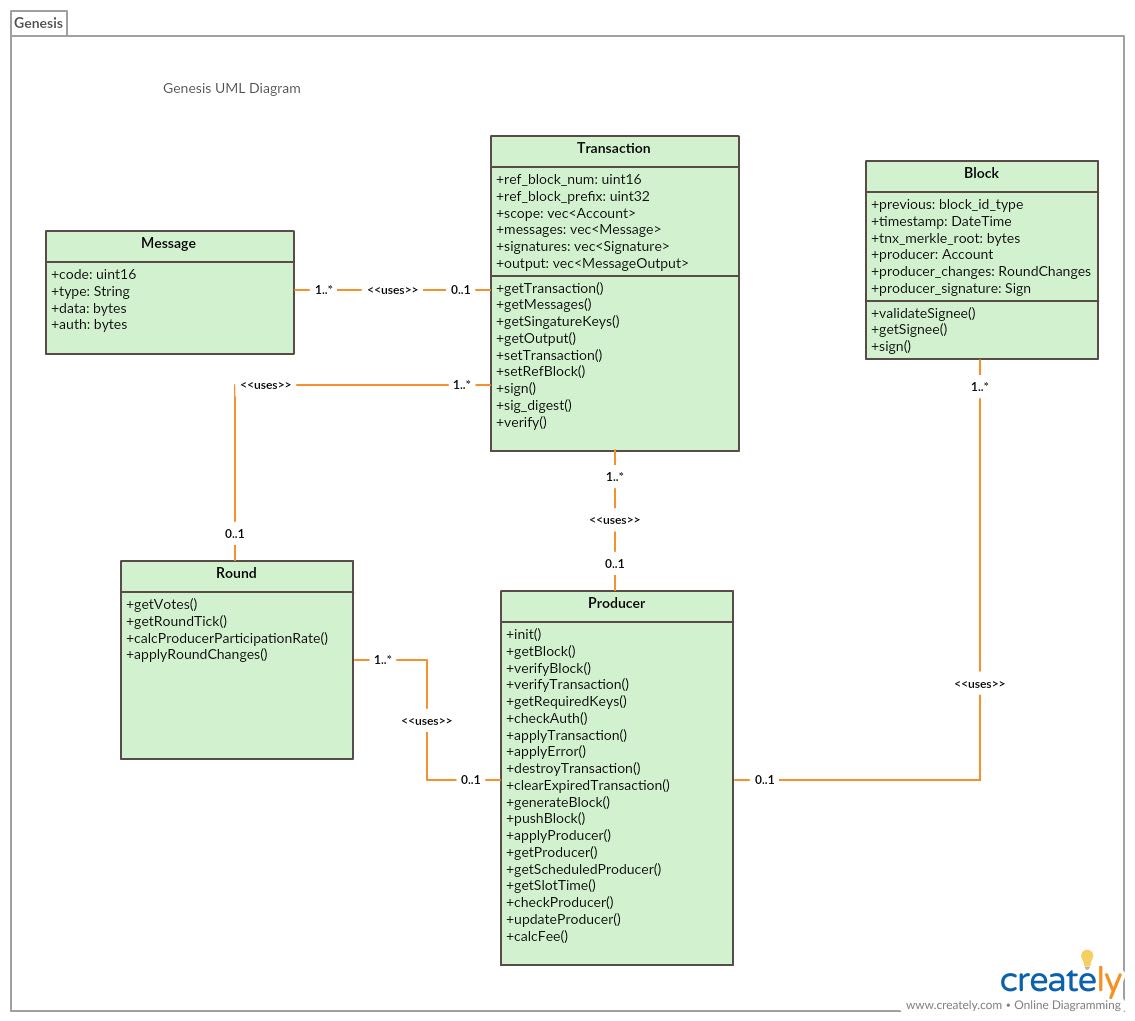 Genesis
Genesis UML Diagram
Transaction
+ref_block_num: uint16
+ref_block_prefix: uint32
+scope: vec<Account>
+messages: vec<Message>
+signatures: vec<Signature>
+output: vec<MessageOutput>
+getTransaction()
+getMessages()
+getSingatureKeys()
+getOutput()
+setTransaction()
+setRefBlock()
+sign()
+sig_digest()
+verify()
Block
+previous: block_id_type
+timestamp: DateTime
+tnx_merkle_root: bytes
+producer: Account
+producer_changes: RoundChanges
+producer_signature: Sign
+validateSignee()
+getSignee()
+sign()
Message
+code: uint16
+type: String
+data: bytes
+auth: bytes
1..*
<<uses>>
0..1
<<uses>>
1..*
0..1
1..*
<<uses>>
0..1
1..*
<<uses>>
0..1
Round
+getVotes()
+getRoundTick()
+calcProducerParticipationRate()
+applyRoundChanges()
1..*
<<uses>>
0..1
Producer
+init()
+getBlock()
+verifyBlock()
+verifyTransaction()
+getRequiredKeys()
+checkAuth()
+applyTransaction()
+applyError()
+destroyTransaction()
+clearExpiredTransaction()
+generateBlock()
+pushBlock()
+applyProducer()
+getProducer()
+getScheduledProducer()
+getSlotTime()
+checkProducer()
+updateProducer()
+calcFee()
creately
www.creately.com • Online Diagramming